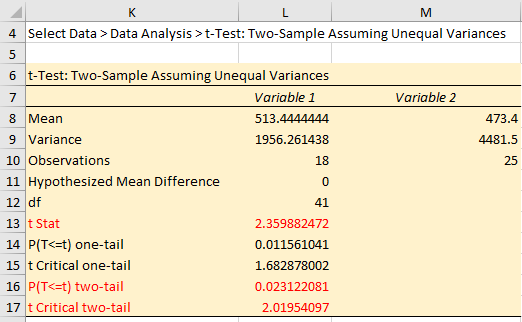 K L M
4 Select Data > Data Analysis > t-Test: Two-Sample Assuming Unequal Variances
5
6 t-Test: Two-Sample Assuming Unequal Variances
7 Variable 1 Variable 2
8 Mean 513.4444444 473.4
9 Variance 1956.261438 4481.5
10 Observations 18 25
11 Hypothesized Mean Difference 0
12 df 41
13 t Stat 2.359882472
14 P(T<=t) one-tail 0.011561041
15 t Critical one-tail 1.682878002
16 P(T<=t) two-tail 0.023122081
17 t Critical two-tail 2.01954097